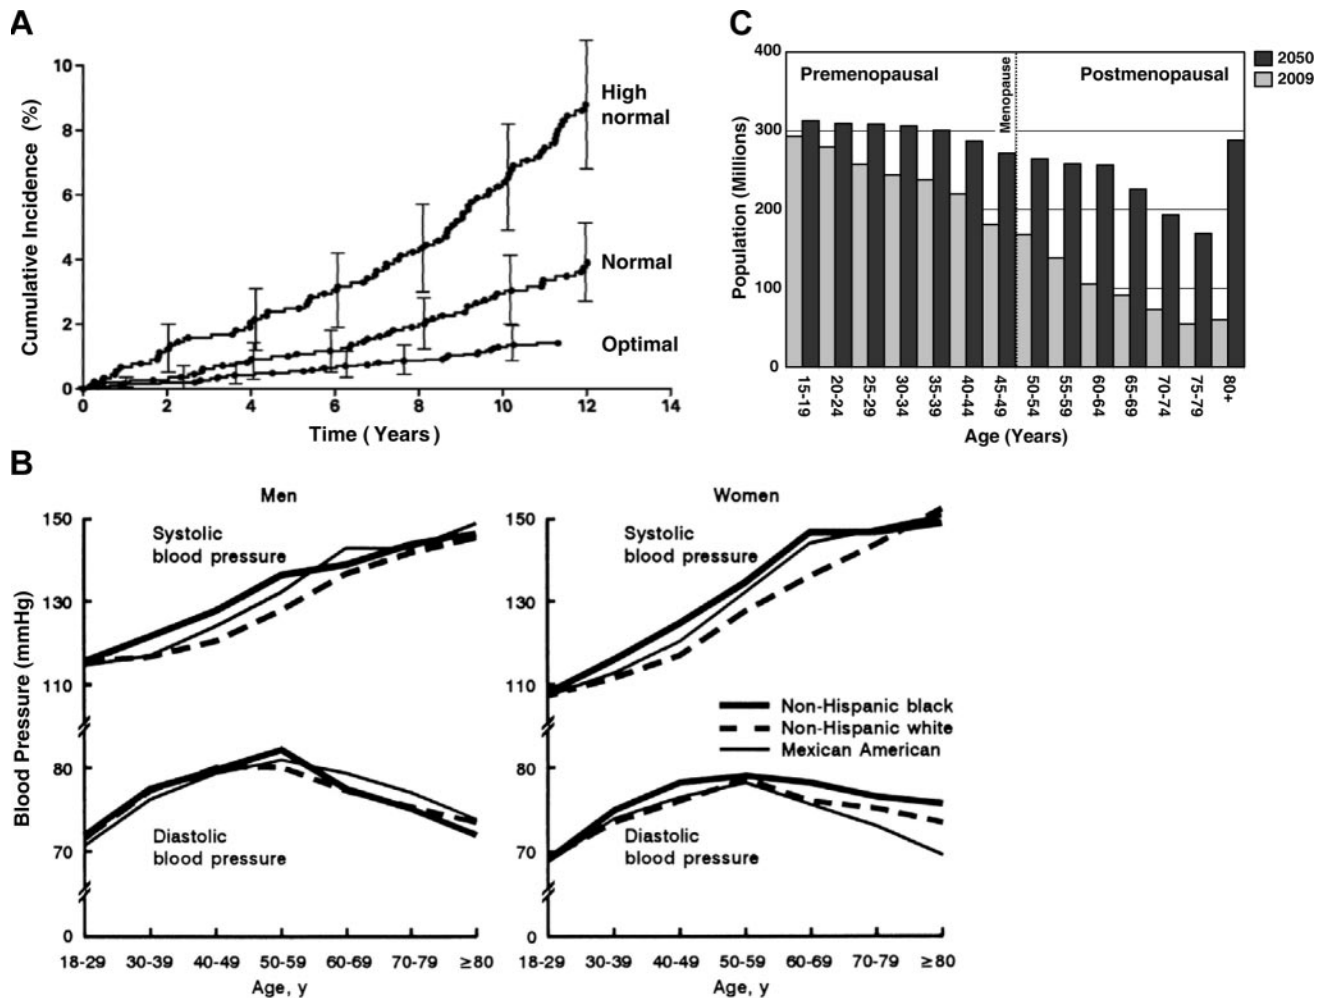 A
Cumulative Incidence (%)
10
8
6
4
2
0
0
2
4
6
8
10
12
14
Time ( Years )
High
normal
Normal
Optimal
C
Population (Millions)
400
300
200
100
0
Premenopausal
Menopause
Postmenopausal
2050
2009
15-19
20-24
25-29
30-34
35-39
40-44
45-49
50-54
55-59
60-64
65-69
70-74
75-79
80+
Age (Years)
B
Blood Pressure (mmHg)
Men
150
130
110
80
70
0
Systolic
blood pressure
Diastolic
blood pressure
18-29
30-39
40-49
50-59
60-69
70-79
≥80
Age, y
Women
150
130
110
80
70
0
Systolic
blood pressure
Non-Hispanic black
Non-Hispanic white
Mexican American
Diastolic
blood pressure
18-29
30-39
40-49
50-59
60-69
70-79
≥80
Age, y